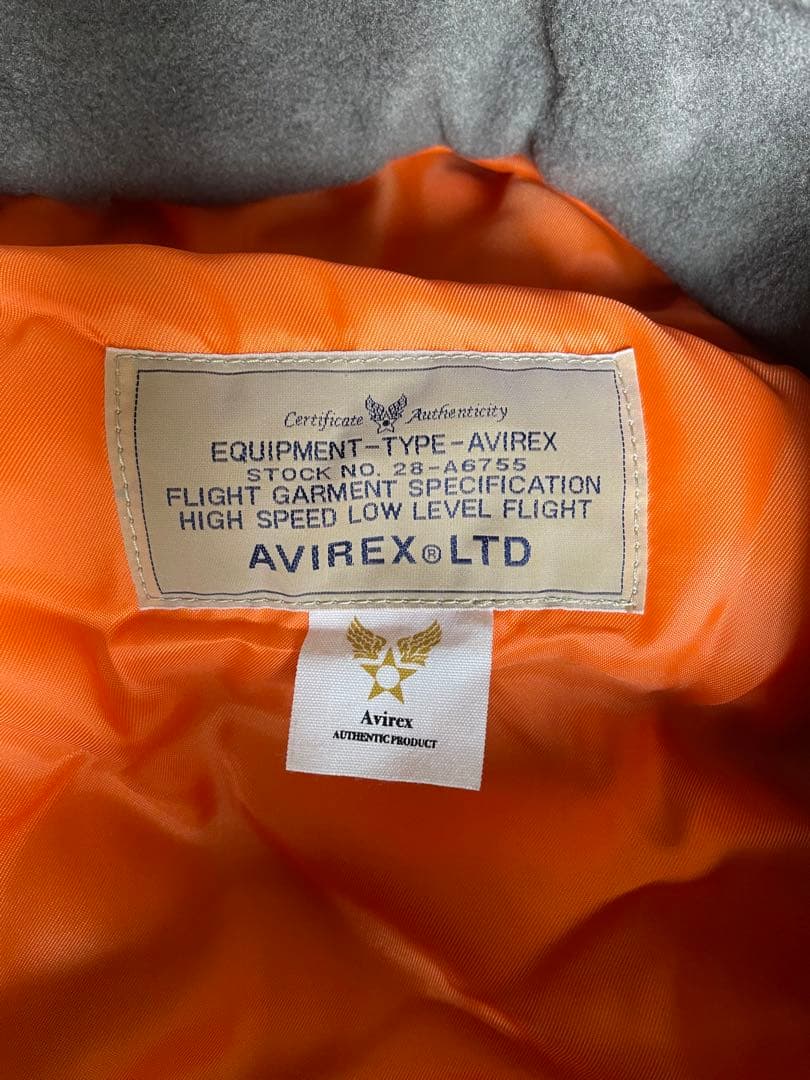 Certificate Authenticity
EQUIPMENT-TYPE-AVIREX
STOCK NO. 28-A6755
FLIGHT GARMENT SPECIFICATION
HIGH SPEED LOW LEVEL FLIGHT
AVIREX® LTD
Avirex
AUTHENTIC PRODUCT